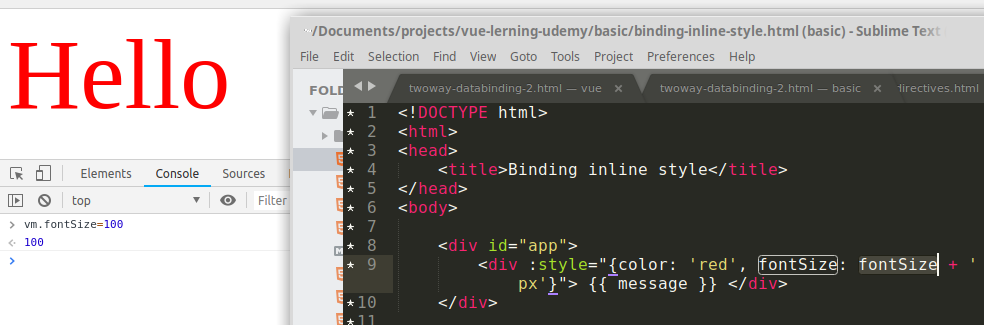 Hello
Elements Console Sources
top Filter
vm.fontSize=100
100
~/Documents/projects/vue-lerning-udemy/basic/binding-inline-style.html (basic) - Sublime Text
File Edit Selection Find View Goto Tools Project Preferences Help
FOLD
twoway-databinding-2.html — vue × twoway-databinding-2.html — basic × directives.html
* 1 <!DOCTYPE html>
* 2 <html>
* 3 <head>
* 4 <title>Binding inline style</title>
* 5 </head>
* 6 <body>
* 7
* 8 <div id="app">
* 9 <div :style="{color: 'red', fontSize: fontSize + '
px'}"> {{ message }} </div>
*10 </div>
*11